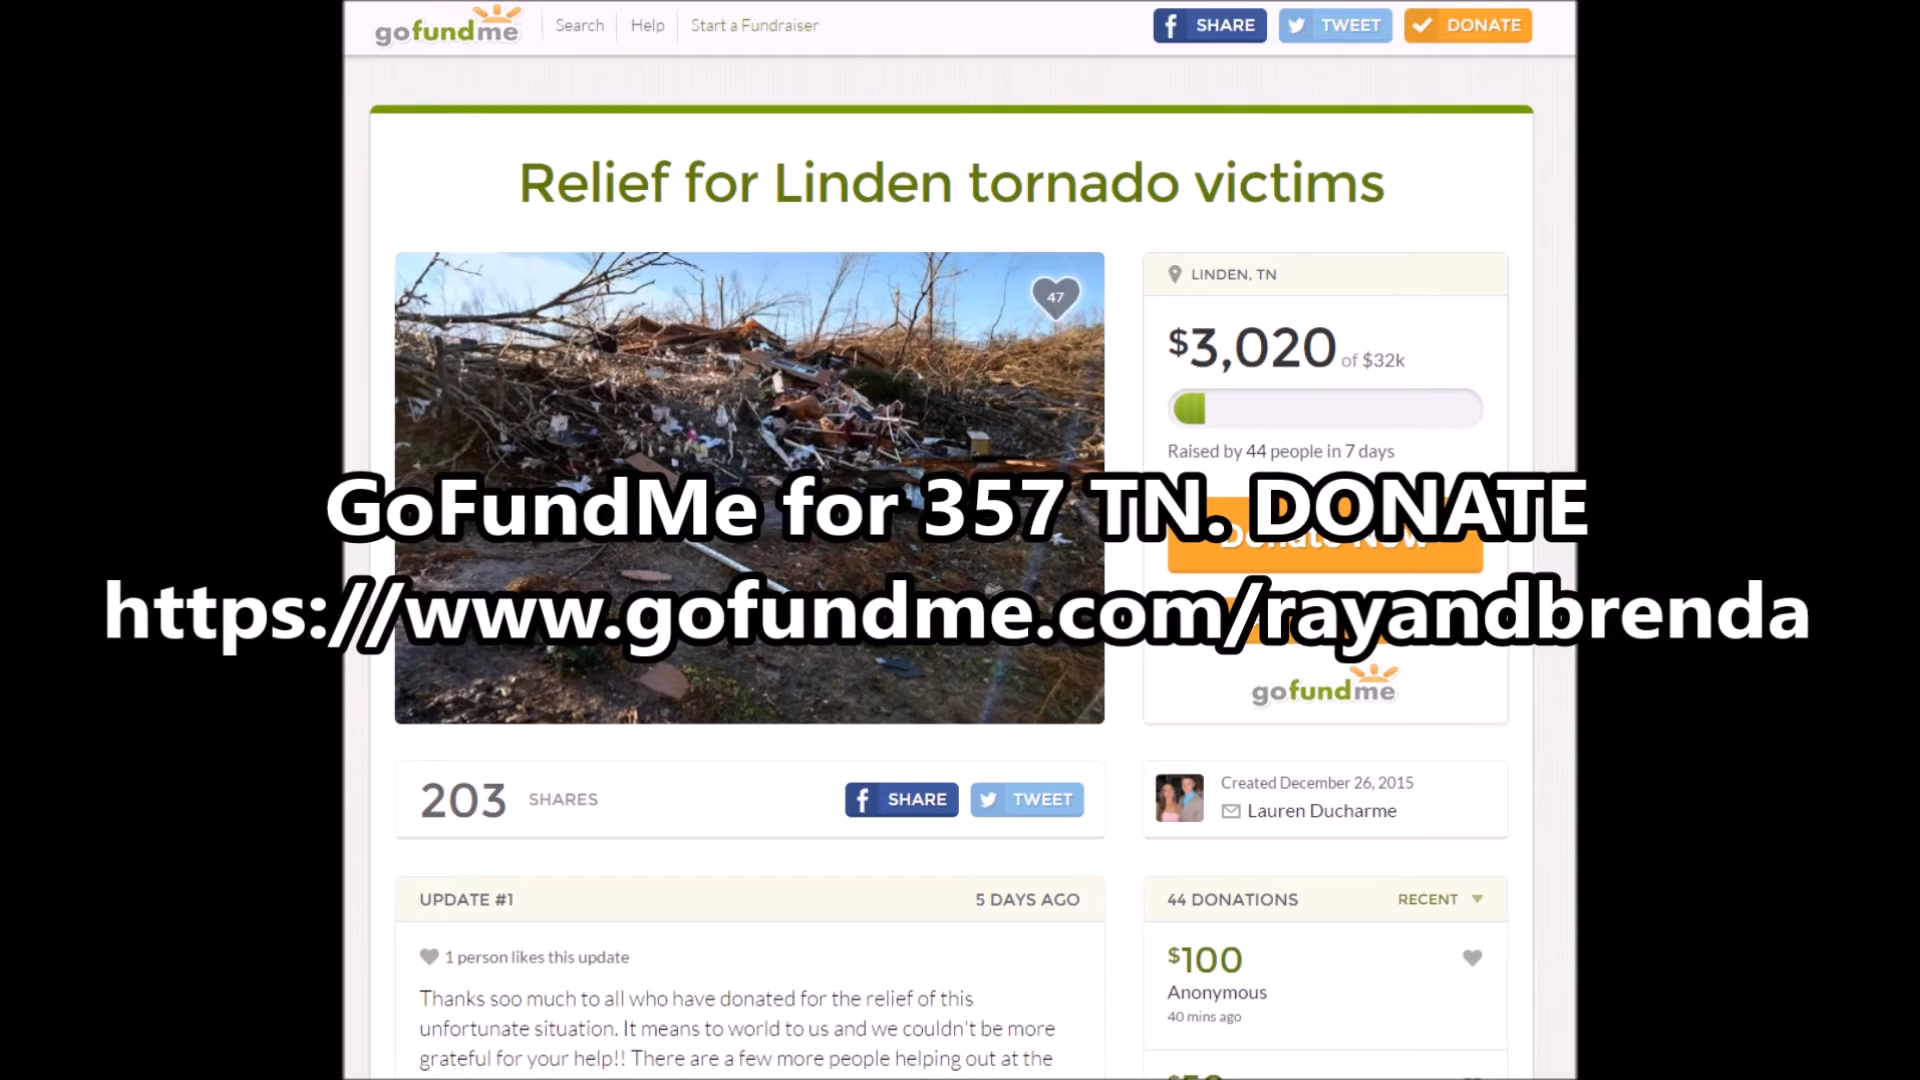 gofundme
Search
Help
Start a Fundraiser
SHARE
TWEET
DONATE
Relief for Linden tornado victims
47
LINDEN, TN
$3,020 of $32k
Raised by 44 people in 7 days
GoFundMe for 357 TN. DONATE
Donate Now
https:///www.gofundme.com/rayandbrenda
gofundme
203 SHARES
SHARE
TWEET
Created December 26, 2015
Lauren Ducharme
UPDATE #1
5 DAYS AGO
44 DONATIONS
RECENT
1 person likes this update
$100
Anonymous
40 mins ago
Thanks soo much to all who have donated for the relief of this
unfortunate situation. It means to world to us and we couldn't be more
grateful for your help!! There are a few more people helping out at the